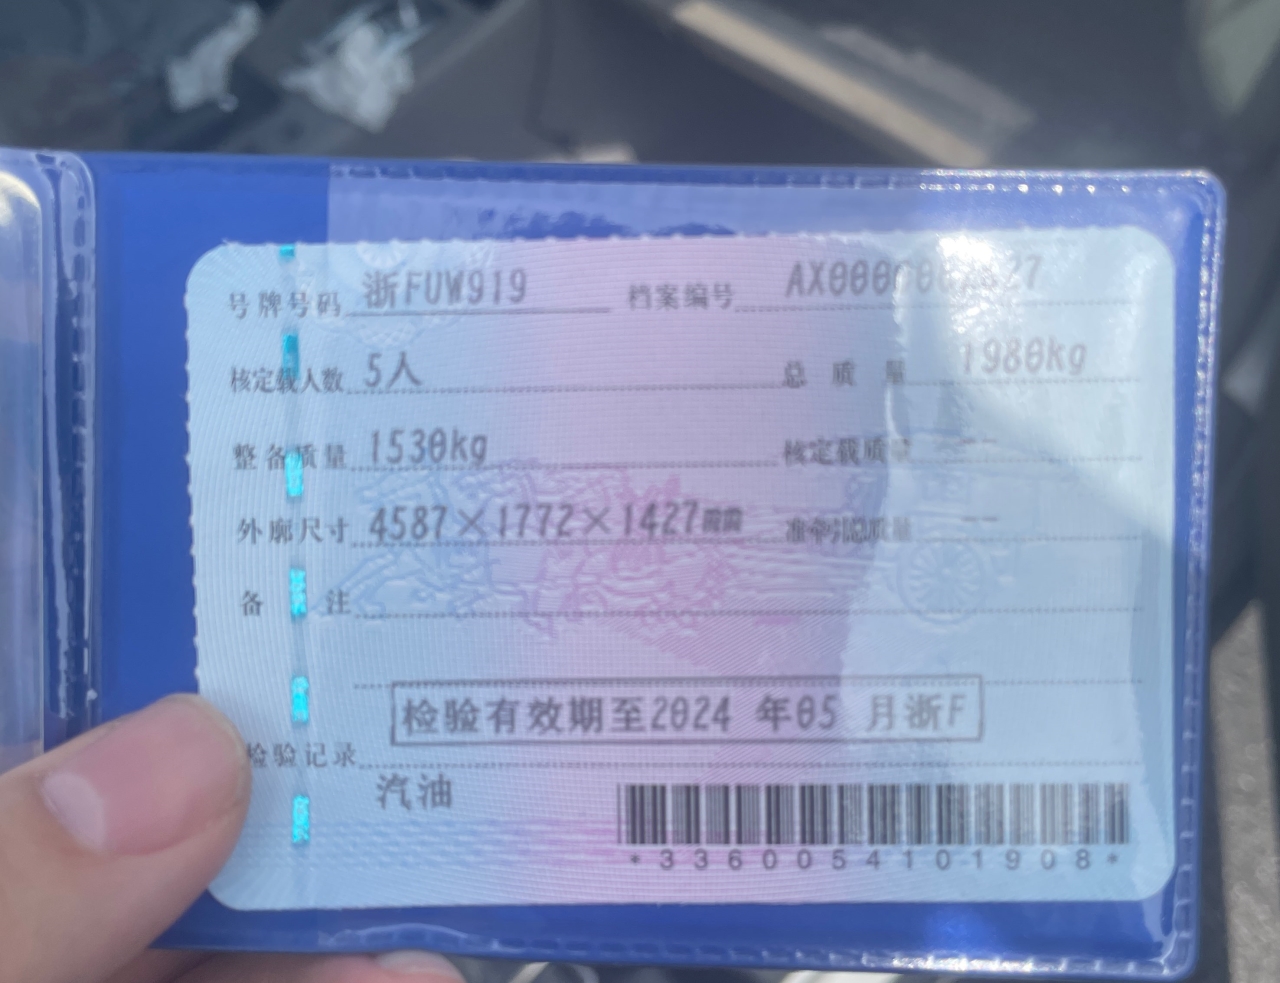 号牌号码 浙FUW919 档案编号
核定载人数 5人 总质量 1980kg
整备质量 1530kg 核定载质量 --
外廓尺寸 4587×1772×1427mm 准牵引总质量 --
备注
检验有效期至2024 年05 月浙F
检验记录
汽油
*3360054101908*